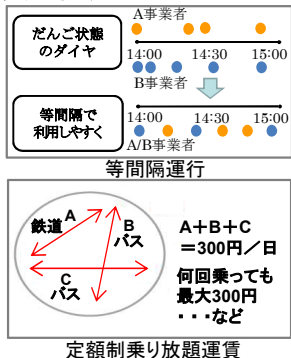 A事業者
だんご状態
のダイヤ
14:00 14:30 15:00
B事業者
等間隔で
利用しやすく
14:00 14:30 15:00
A/B事業者
等間隔運行
鉄道 A
B
バス
C
バス
A+B+C
=300円/日
何回乗っても
最大300円
・・・など
定額制乗り放題運賃